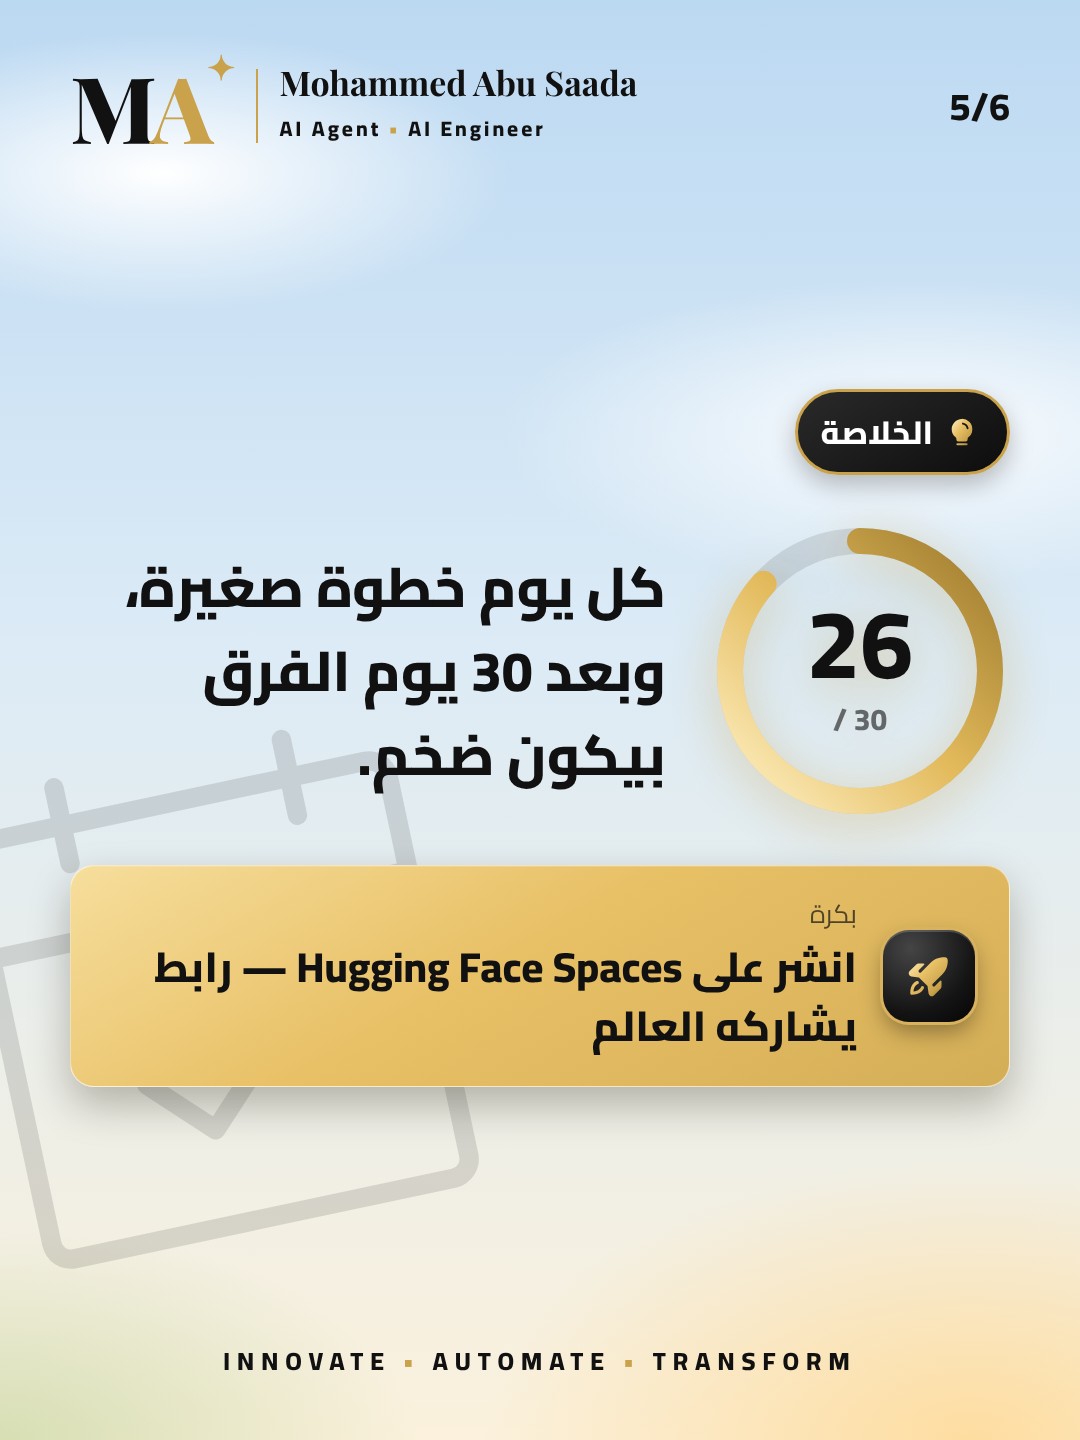 MA
Mohammed Abu Saada
AI Agent ▪ AI Engineer
5/6
الخلاصة
26
/ 30
كل يوم خطوة صغيرة،
وبعد 30 يوم الفرق
بيكون ضخم.
بكرة
انشر على Hugging Face Spaces — رابط
يشاركه العالم
INNOVATE ▪ AUTOMATE ▪ TRANSFORM